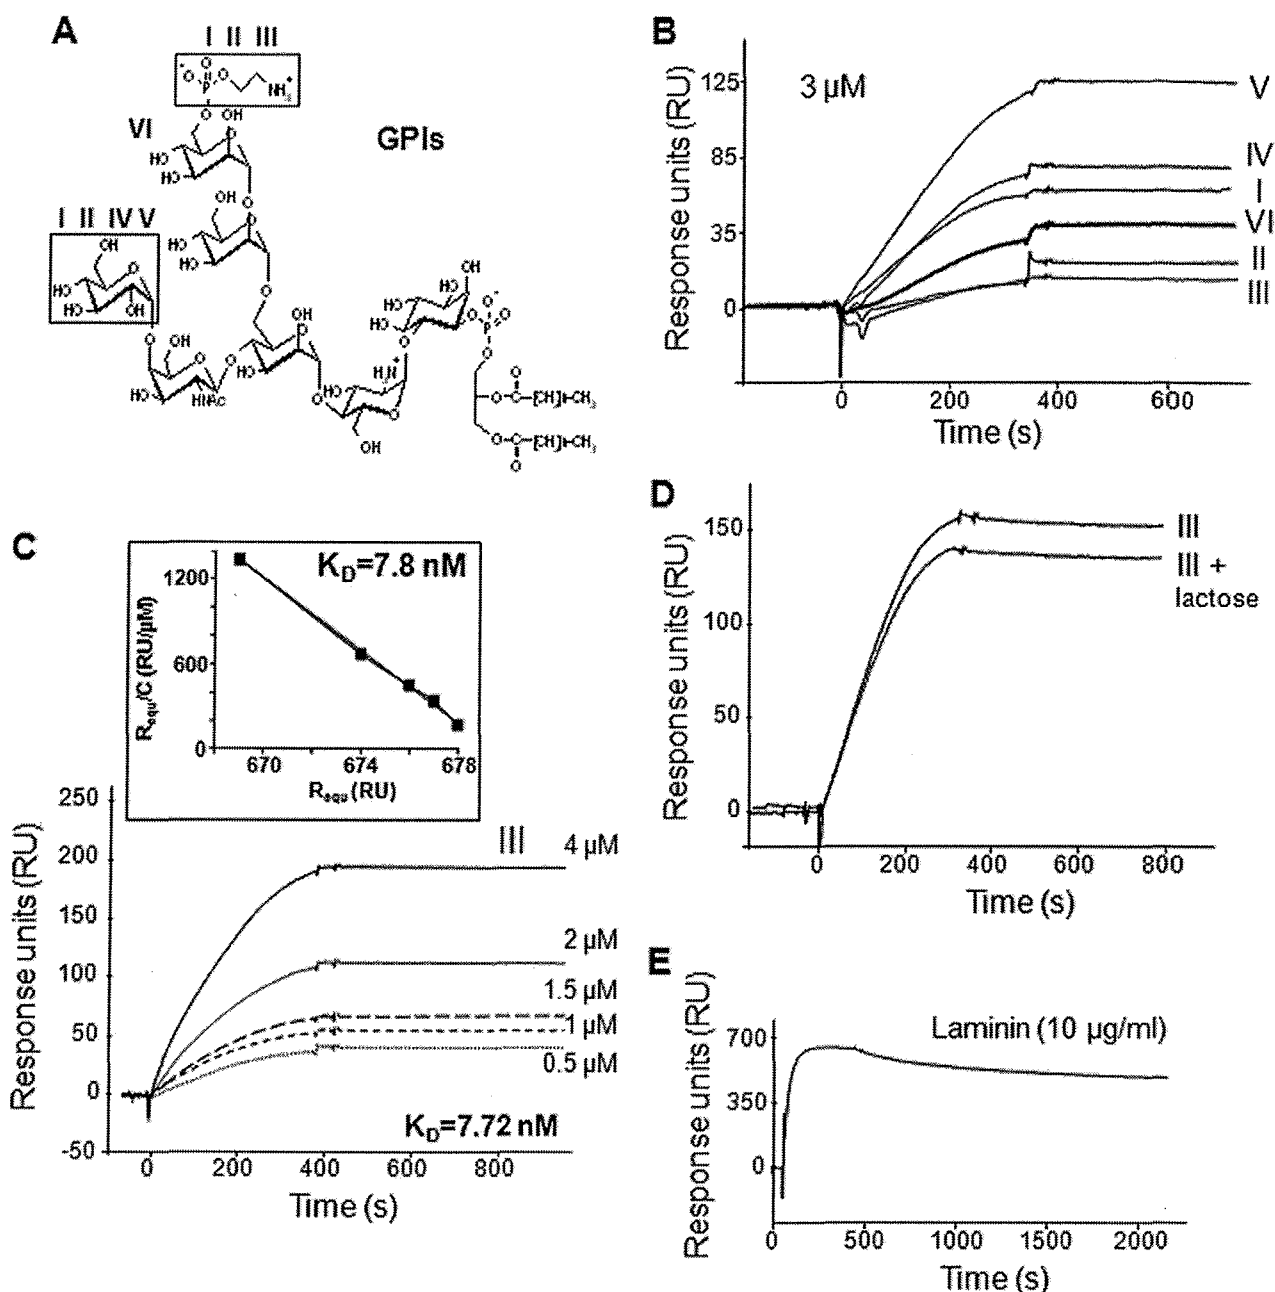 A
I II III
VI
GPIs
I II IV V
B
3 µM
Response units (RU)
125
85
35
0
V
IV
I
VI
II
III
0 200 400 600
Time (s)
C
K_D=7.8 nM
R_equ/C (RU/µM)
1200
600
0
670 674 678
R_equ (RU)
Response units (RU)
250
200
150
100
50
0
-50
III
4 µM
2 µM
1.5 µM
1 µM
0.5 µM
K_D=7.72 nM
0 200 400 600 800
Time (s)
D
Response units (RU)
150
100
50
0
III
III +
lactose
0 200 400 600 800
Time (s)
E
Response units (RU)
700
350
0
Laminin (10 µg/ml)
0 500 1000 1500 2000
Time (s)